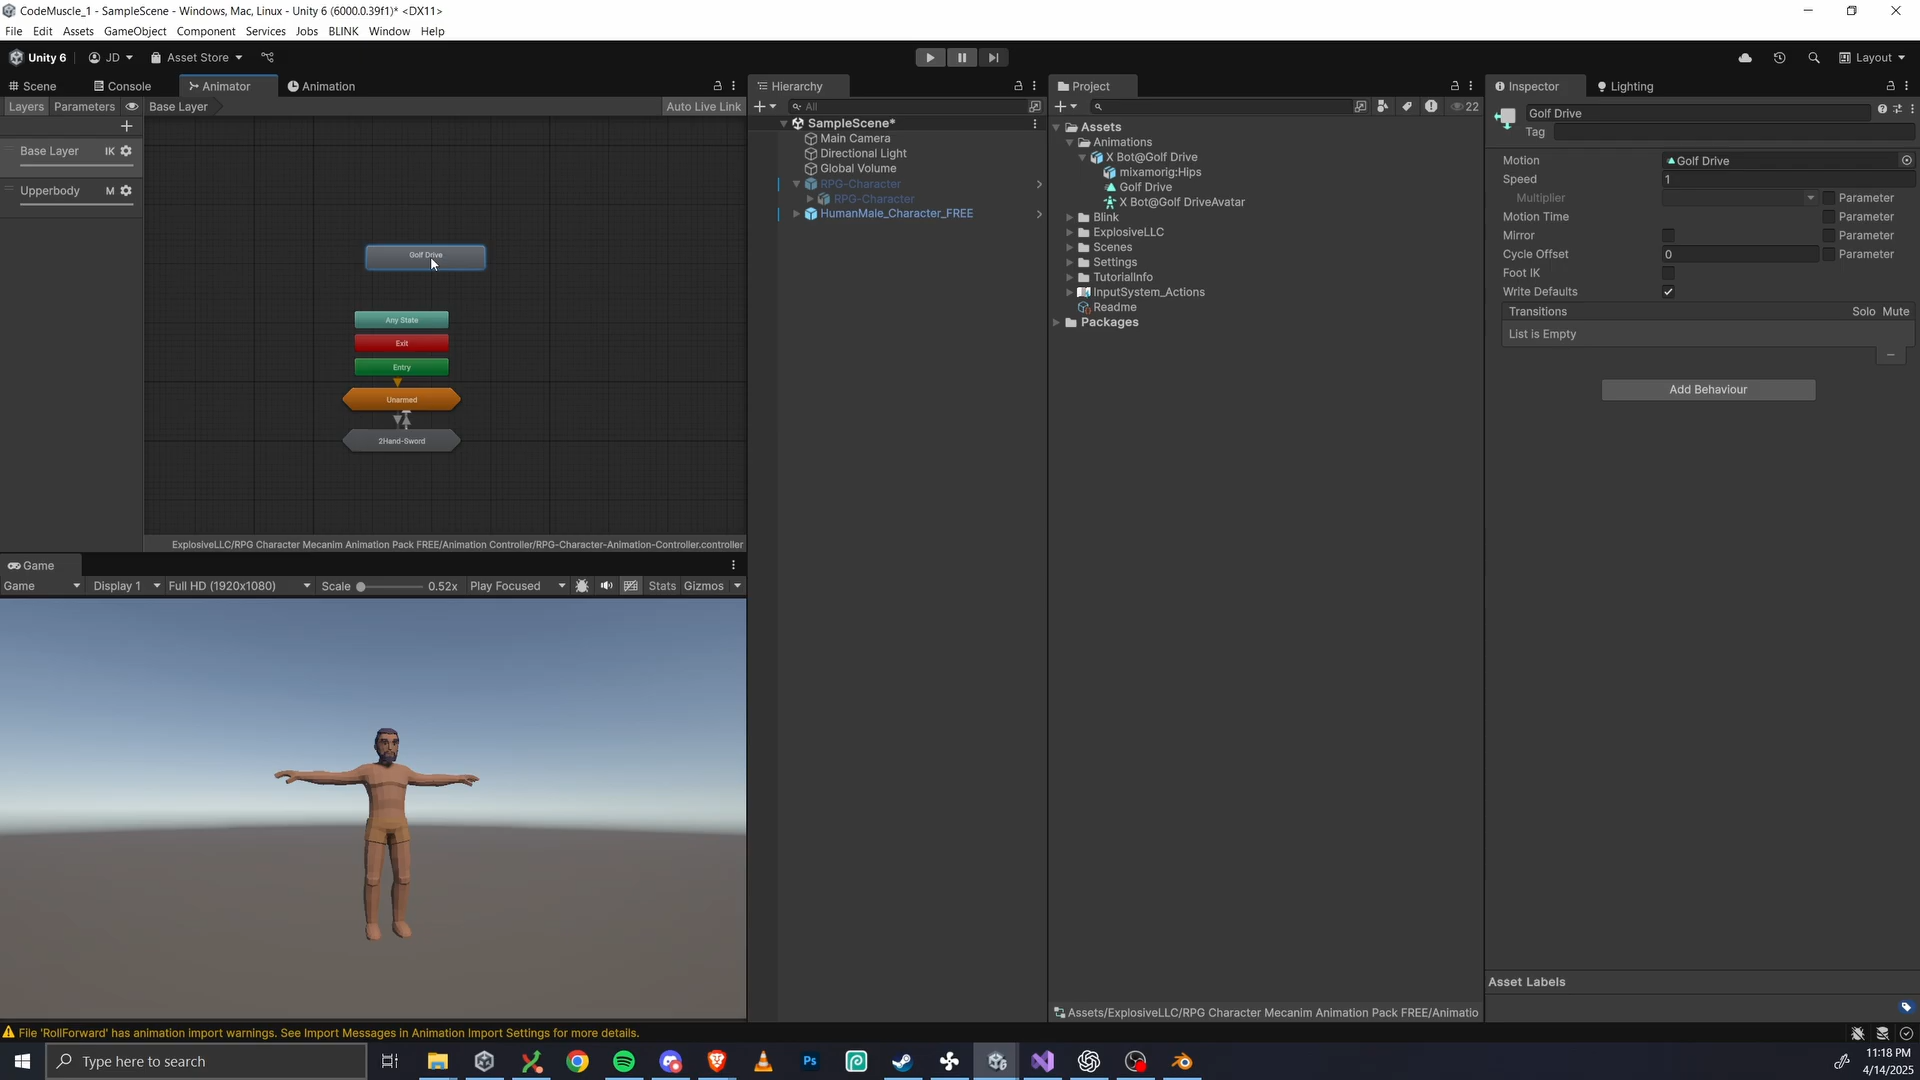 CodeMuscle_1 - SampleScene - Windows, Mac, Linux - Unity 6 (6000.0.39f1)* <DX11>
File Edit Assets GameObject Component Services Jobs BLINK Window Help
Unity 6 JD Asset Store Layout
Scene Console Animator Animation
Layers Parameters Base Layer Auto Live Link
Base Layer IK
Upperbody M
Golf Drive
Any State
Exit
Entry
Unarmed
2Hand-Sword
ExplosiveLLC/RPG Character Mecanim Animation Pack FREE/Animation Controller/RPG-Character-Animation-Controller.controller
Game
Game Display 1 Full HD (1920x1080) Scale 0.52x Play Focused Stats Gizmos
Hierarchy
All
SampleScene*
Main Camera
Directional Light
Global Volume
RPG-Character
RPG-Character
HumanMale_Character_FREE
Project
22
Assets
Animations
X Bot@Golf Drive
mixamorig:Hips
Golf Drive
X Bot@Golf DriveAvatar
Blink
ExplosiveLLC
Scenes
Settings
TutorialInfo
InputSystem_Actions
Readme
Packages
Assets/ExplosiveLLC/RPG Character Mecanim Animation Pack FREE/Animatio
Inspector Lighting
Golf Drive
Tag
Motion Golf Drive
Speed 1
Multiplier Parameter
Motion Time Parameter
Mirror Parameter
Cycle Offset 0 Parameter
Foot IK
Write Defaults
Transitions Solo Mute
List is Empty
Add Behaviour
Asset Labels
File 'RollForward' has animation import warnings. See Import Messages in Animation Import Settings for more details.
Type here to search
Ps
11:18 PM
4/14/2025